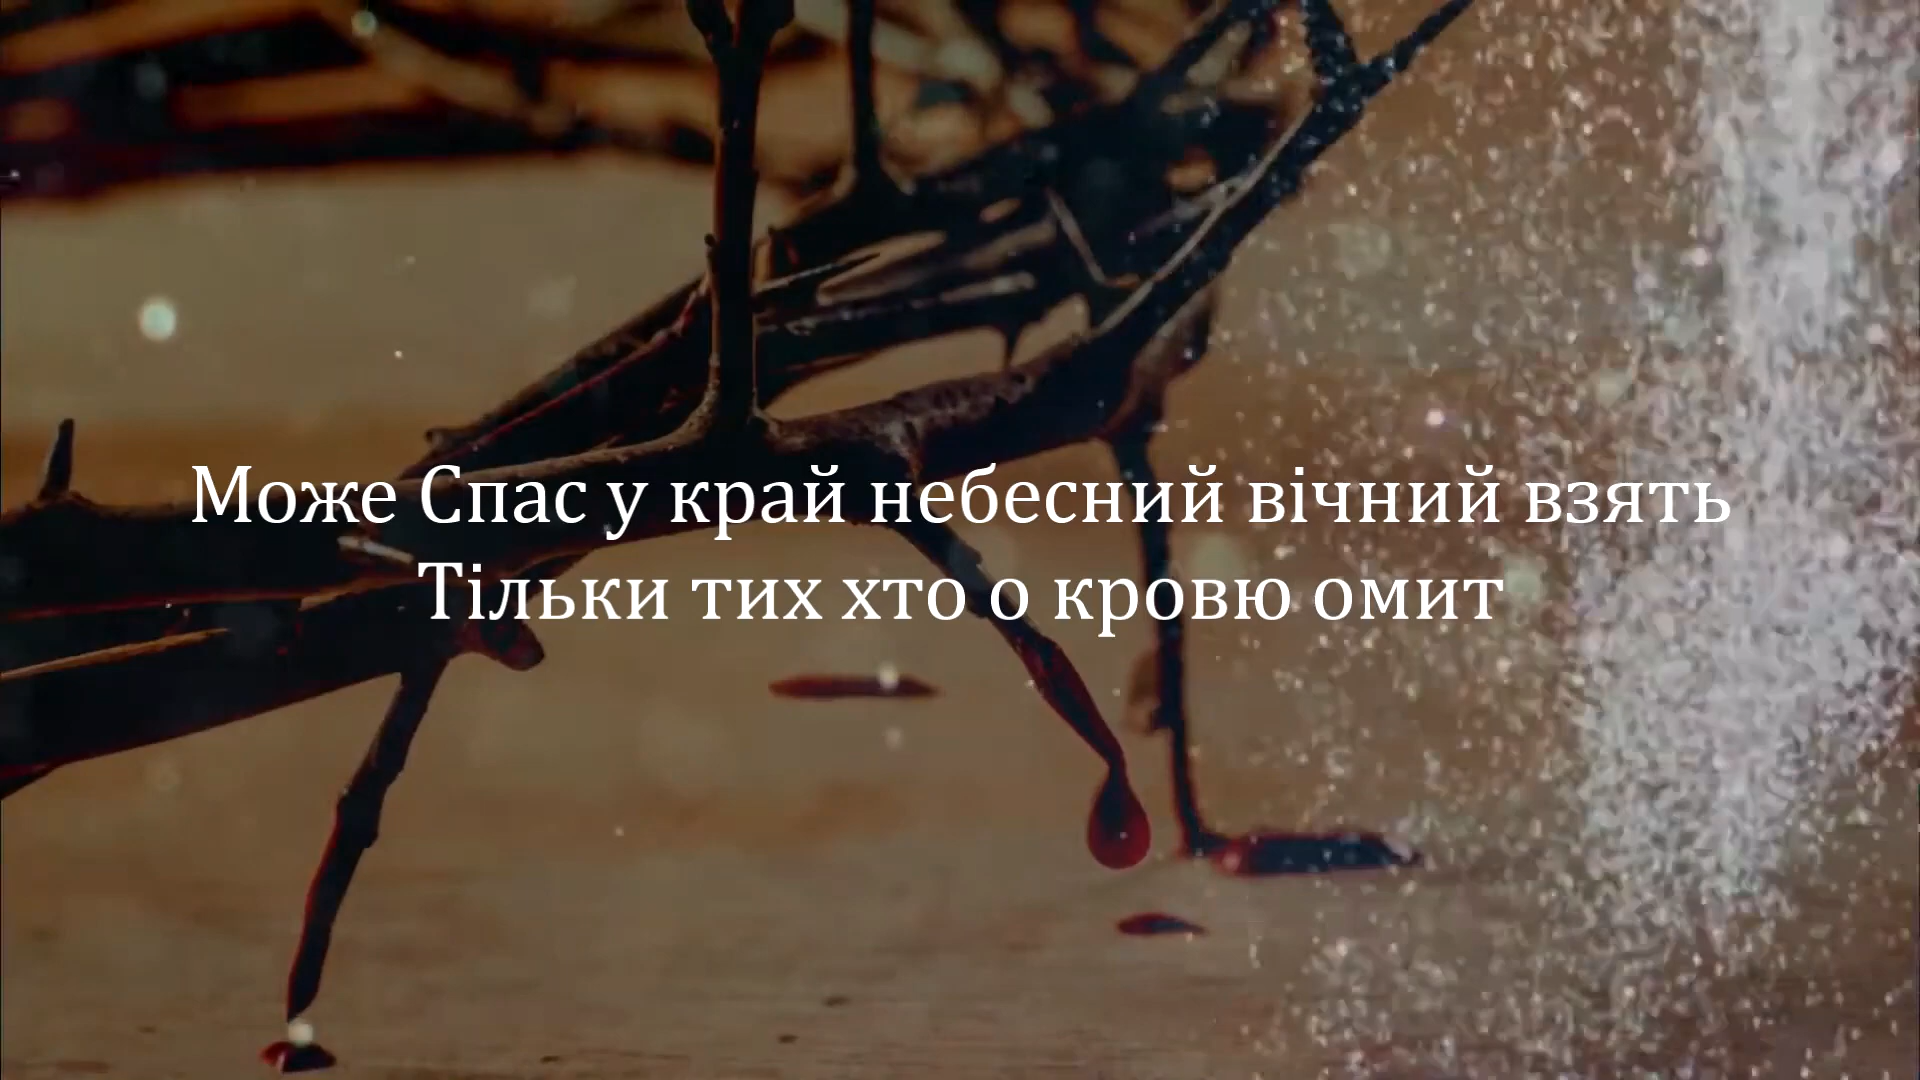 Може Спас у край небесний вічний взять
Тільки тих хто о кровю омит